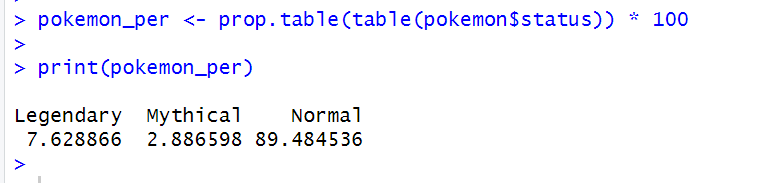 > pokemon_per <- prop.table(table(pokemon$status)) * 100
>
> print(pokemon_per)
Legendary  Mythical    Normal
 7.628866  2.886598 89.484536
>